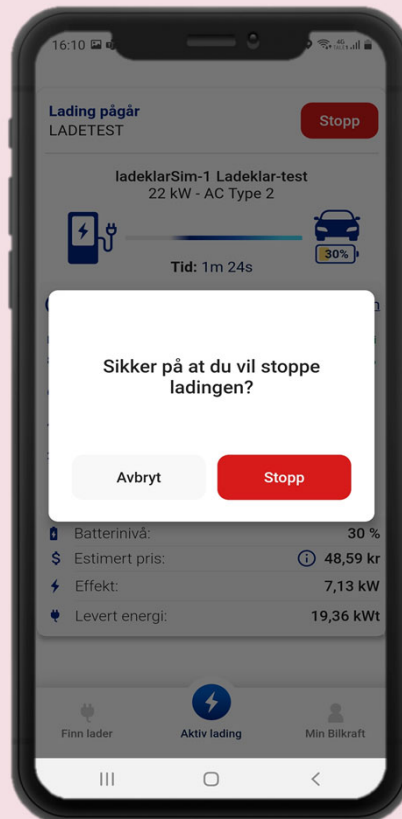 16:10
Lading pågår
LADETEST
Stopp
ladeklarSim-1 Ladeklar-test
22 kW - AC Type 2
30%
Tid: 1m 24s
Sikker på at du vil stoppe
ladingen?
Avbryt
Stopp
Batterinivå: 30 %
$ Estimert pris: 48,59 kr
Effekt: 7,13 kW
Levert energi: 19,36 kWt
Finn lader
Aktiv lading
Min Bilkraft